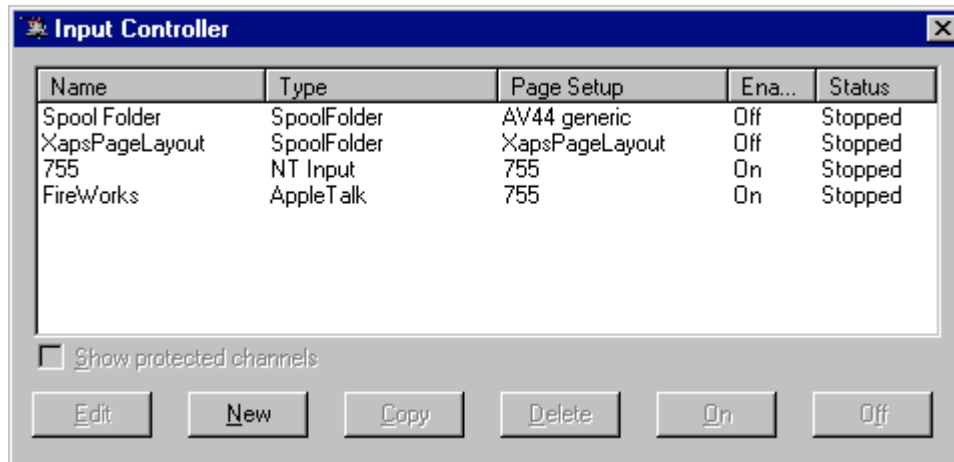 Input Controller
Name Type Page Setup Ena... Status
Spool Folder SpoolFolder AV44 generic Off Stopped
XapsPageLayout SpoolFolder XapsPageLayout Off Stopped
755 NT Input 755 On Stopped
FireWorks AppleTalk 755 On Stopped
Show protected channels
Edit New Copy Delete On Off